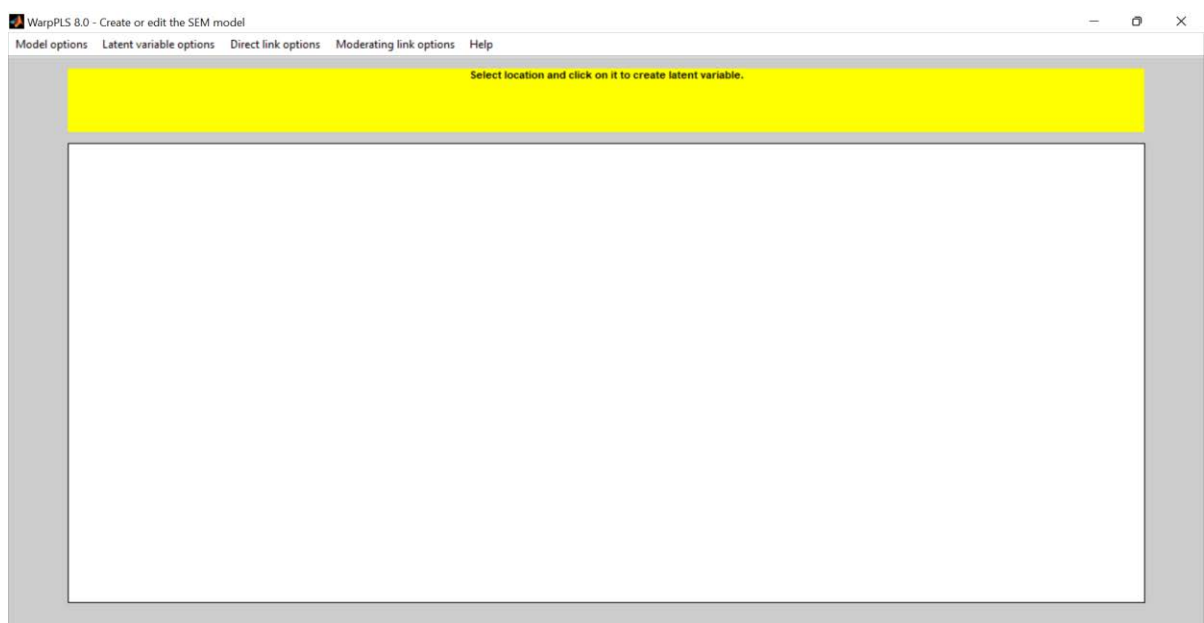 WarpPLS 8.0 - Create or edit the SEM model
Model options Latent variable options Direct link options Moderating link options Help
Select location and click on it to create latent variable.